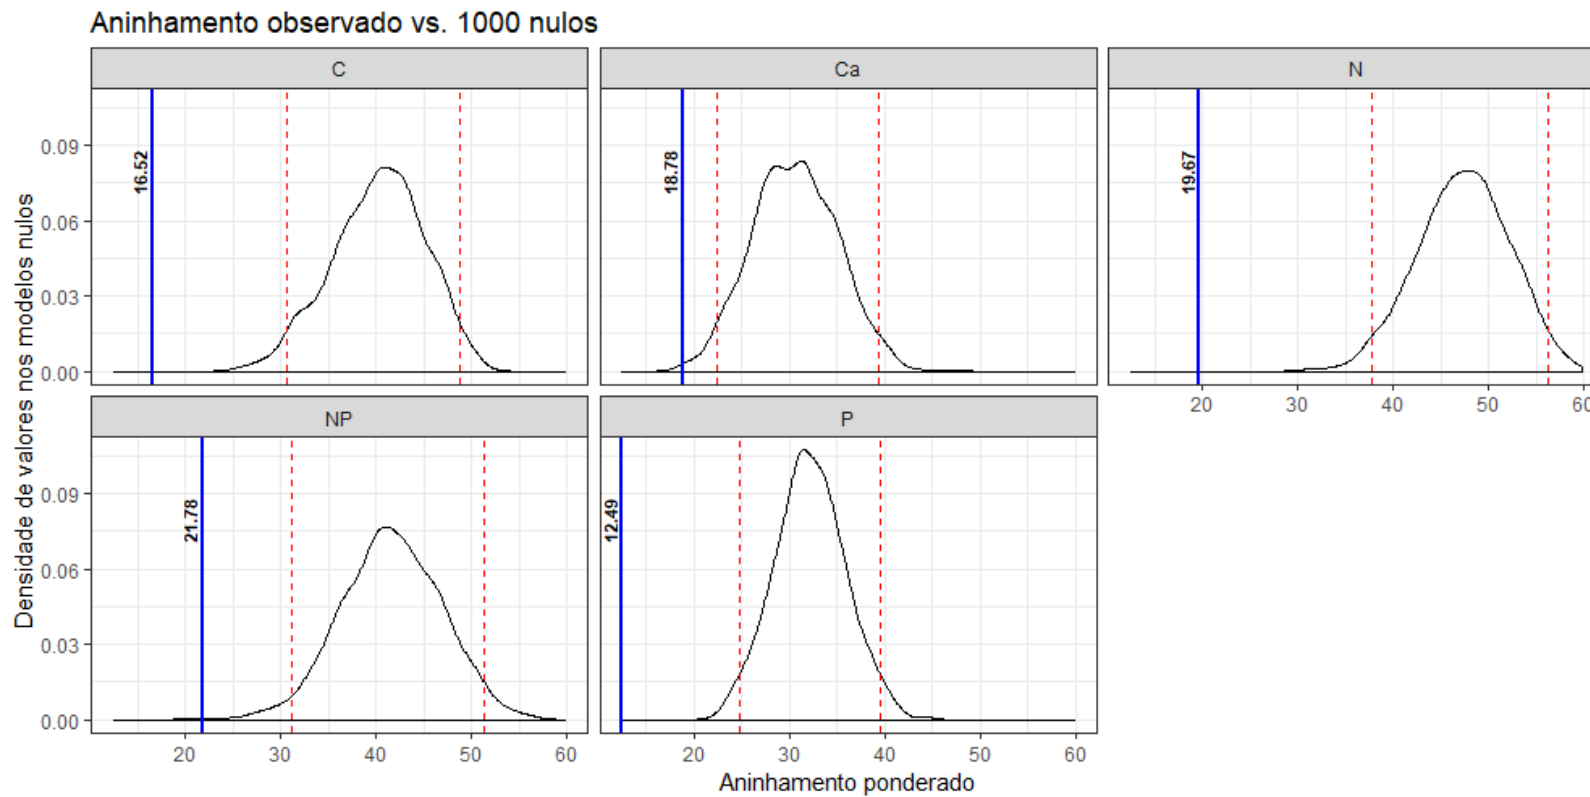 Aninhamento observado vs. 1000 nulos
C
Ca
N
0.09
0.06
0.03
0.00
16.52
18.78
19.67
20 30 40 50 60
NP
P
0.09
0.06
0.03
0.00
21.78
12.49
20 30 40 50 60
20 30 40 50 60
Densidade de valores nos modelos nulos
Aninhamento ponderado